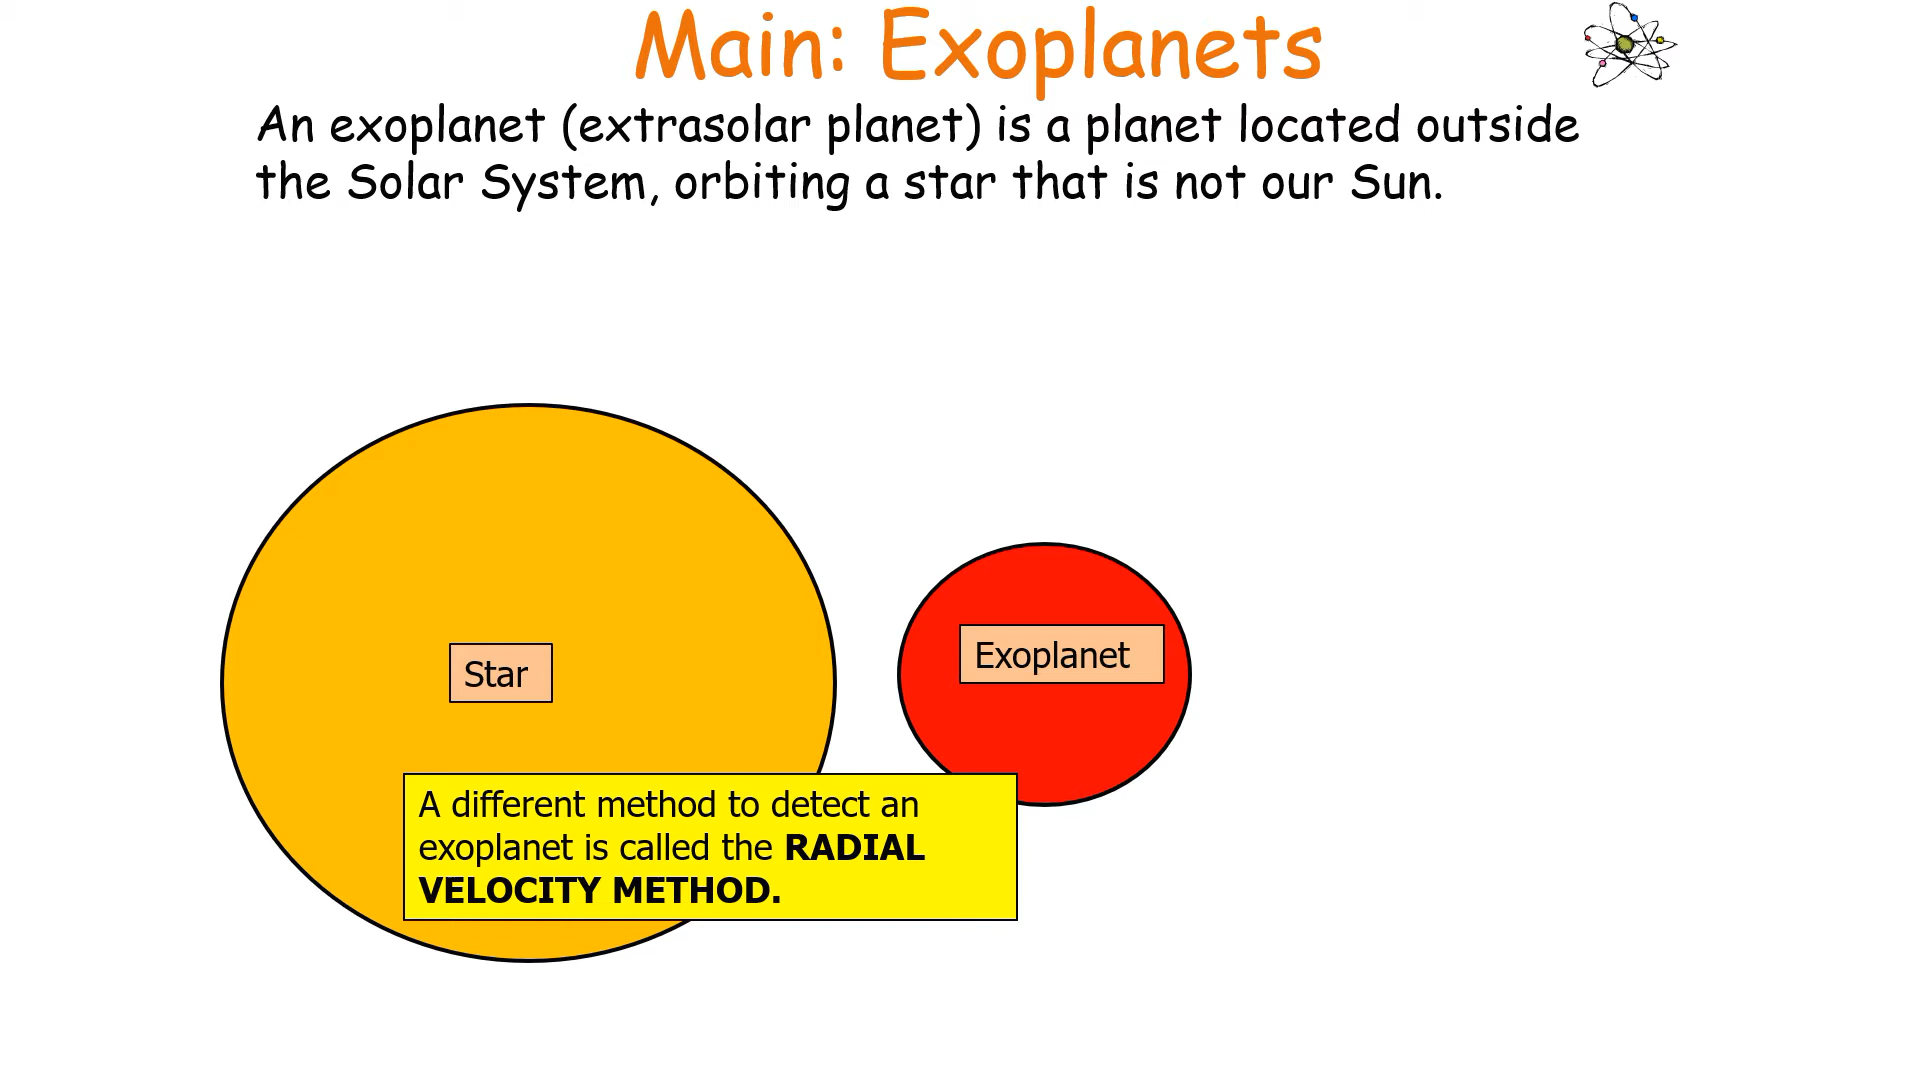 Main: Exoplanets
An exoplanet (extrasolar planet) is a planet located outside
the Solar System, orbiting a star that is not our Sun.
Star
Exoplanet
A different method to detect an
exoplanet is called the RADIAL
VELOCITY METHOD.